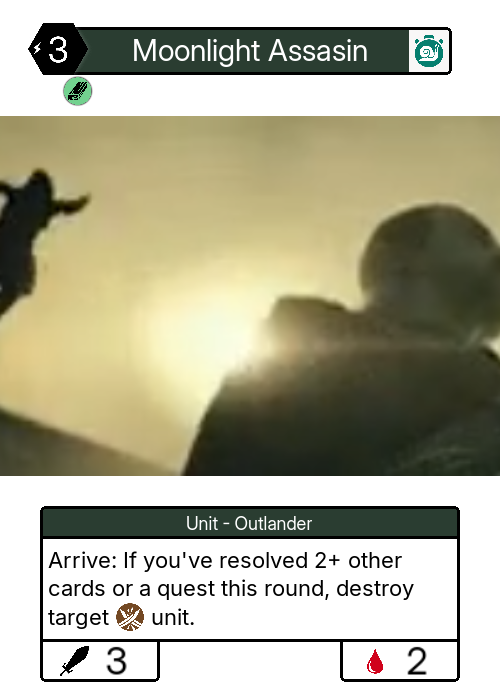 3
Moonlight Assasin
Unit - Outlander
Arrive: If you've resolved 2+ other
cards or a quest this round, destroy
target unit.
3
2